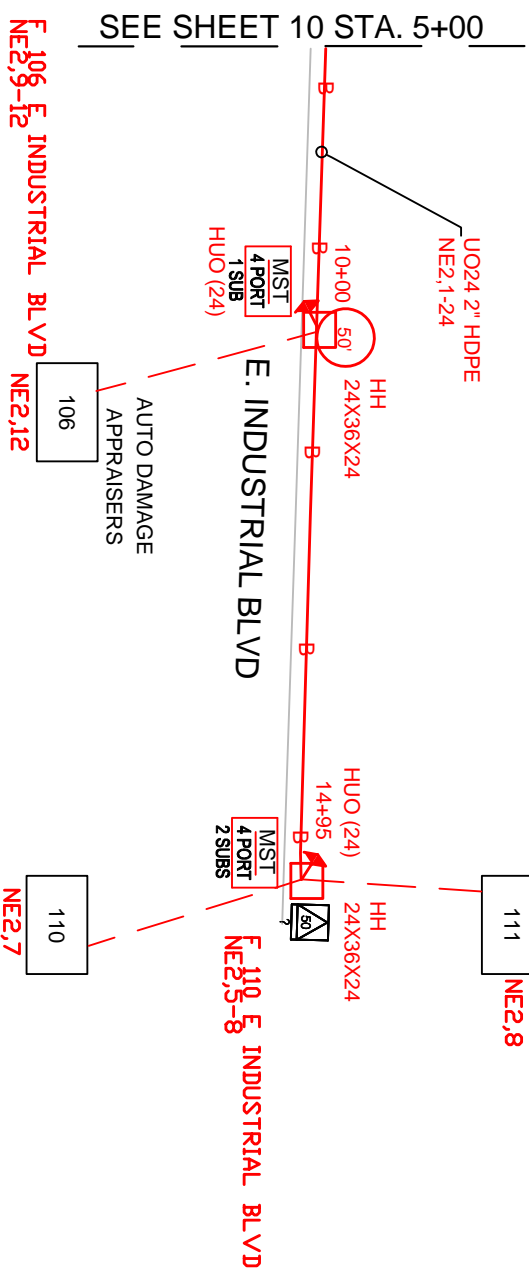 SEE SHEET 10 STA. 5+00
B
UO24 2" HDPE
NE2,1-24
B
10+00
50'
HH
24X36X24
MST
4 PORT
1 SUB
HUO (24)
F 106 E INDUSTRIAL BLVD
NE2,9-12
106
NE2,12
AUTO DAMAGE
APPRAISERS
B
E. INDUSTRIAL BLVD
B
B
HUO (24)
14+95
HH
24X36X24
MST
4 PORT
2 SUBS
50
?
111
NE2,8
110
NE2,7
F 110 E INDUSTRIAL BLVD
NE2,5-8